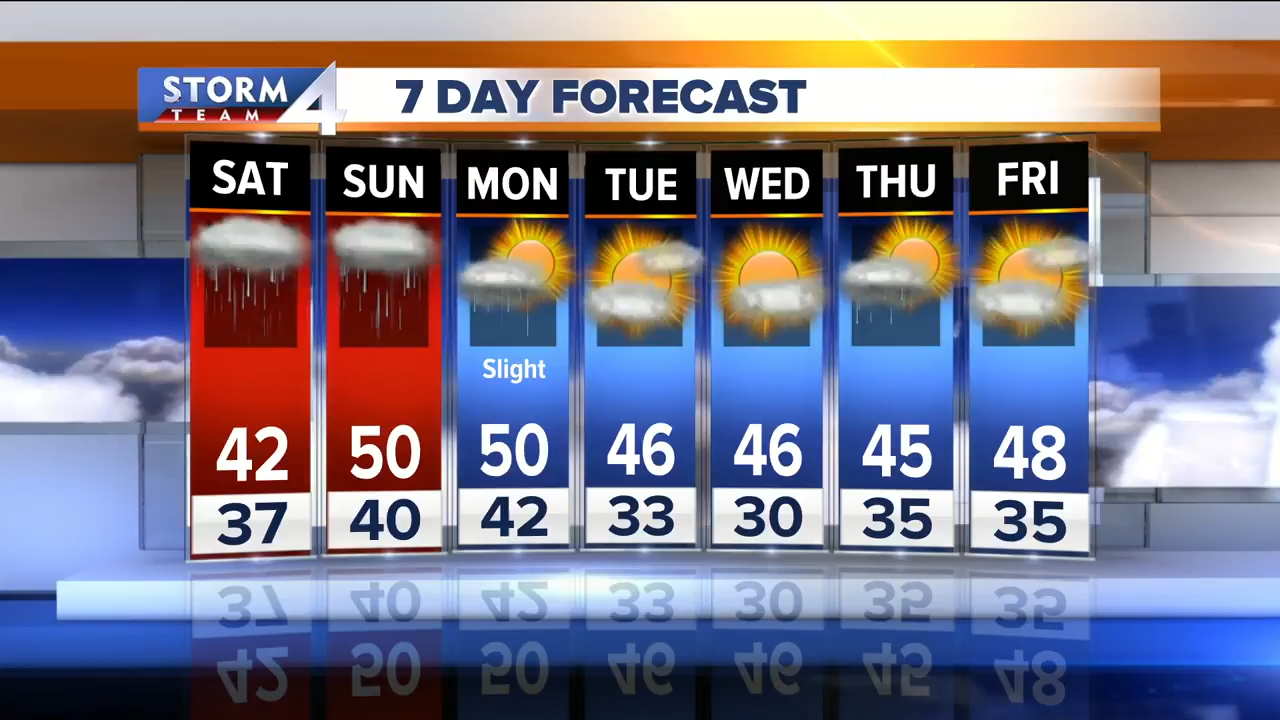 STORM
TEAM
4
7 DAY FORECAST
SAT SUN MON TUE WED THU FRI
Slight
42 50 50 46 46 45 48
37 40 42 33 30 35 35